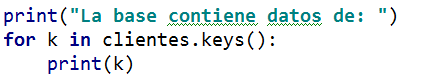 print("La base contiene datos de: ")
for k in clientes.keys():
    print(k)